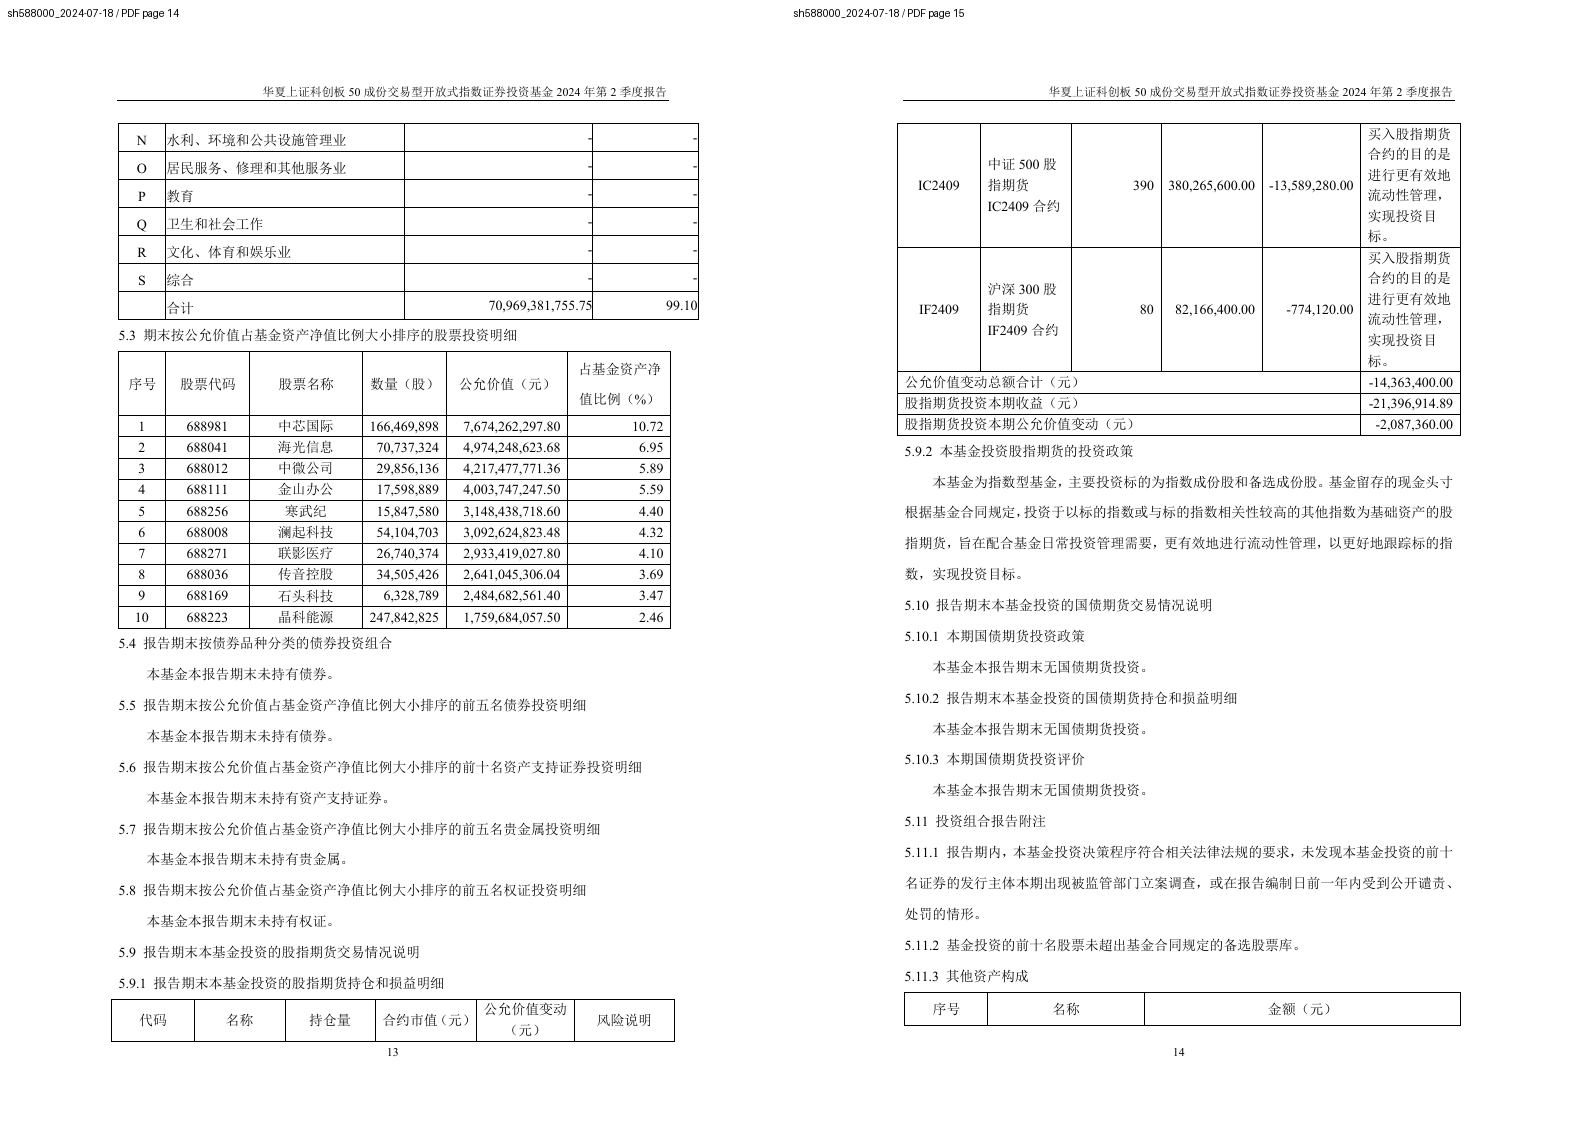 sh588000_2024-07-18 / PDF page 14
华夏上证科创板 50 成份交易型开放式指数证券投资基金 2024 年第 2 季度报告
N 水利、环境和公共设施管理业 - -
O 居民服务、修理和其他服务业 - -
P 教育 - -
Q 卫生和社会工作 - -
R 文化、体育和娱乐业 - -
S 综合 - -
合计 70,969,381,755.75 99.10
5.3 期末按公允价值占基金资产净值比例大小排序的股票投资明细
序号 股票代码 股票名称 数量（股） 公允价值（元） 占基金资产净
值比例（%）
1 688981 中芯国际 166,469,898 7,674,262,297.80 10.72
2 688041 海光信息 70,737,324 4,974,248,623.68 6.95
3 688012 中微公司 29,856,136 4,217,477,771.36 5.89
4 688111 金山办公 17,598,889 4,003,747,247.50 5.59
5 688256 寒武纪 15,847,580 3,148,438,718.60 4.40
6 688008 澜起科技 54,104,703 3,092,624,823.48 4.32
7 688271 联影医疗 26,740,374 2,933,419,027.80 4.10
8 688036 传音控股 34,505,426 2,641,045,306.04 3.69
9 688169 石头科技 6,328,789 2,484,682,561.40 3.47
10 688223 晶科能源 247,842,825 1,759,684,057.50 2.46
5.4 报告期末按债券品种分类的债券投资组合
本基金本报告期末未持有债券。
5.5 报告期末按公允价值占基金资产净值比例大小排序的前五名债券投资明细
本基金本报告期末未持有债券。
5.6 报告期末按公允价值占基金资产净值比例大小排序的前十名资产支持证券投资明细
本基金本报告期末未持有资产支持证券。
5.7 报告期末按公允价值占基金资产净值比例大小排序的前五名贵金属投资明细
本基金本报告期末未持有贵金属。
5.8 报告期末按公允价值占基金资产净值比例大小排序的前五名权证投资明细
本基金本报告期末未持有权证。
5.9 报告期末本基金投资的股指期货交易情况说明
5.9.1 报告期末本基金投资的股指期货持仓和损益明细
代码 名称 持仓量 合约市值（元） 公允价值变动
（元） 风险说明
13
sh588000_2024-07-18 / PDF page 15
华夏上证科创板 50 成份交易型开放式指数证券投资基金 2024 年第 2 季度报告
IC2409 中证 500 股
指期货
IC2409 合约 390 380,265,600.00 -13,589,280.00 买入股指期货
合约的目的是
进行更有效地
流动性管理，
实现投资目
标。
IF2409 沪深 300 股
指期货
IF2409 合约 80 82,166,400.00 -774,120.00 买入股指期货
合约的目的是
进行更有效地
流动性管理，
实现投资目
标。
公允价值变动总额合计（元） -14,363,400.00
股指期货投资本期收益（元） -21,396,914.89
股指期货投资本期公允价值变动（元） -2,087,360.00
5.9.2 本基金投资股指期货的投资政策
本基金为指数型基金，主要投资标的为指数成份股和备选成份股。基金留存的现金头寸
根据基金合同规定，投资于以标的指数或与标的指数相关性较高的其他指数为基础资产的股
指期货，旨在配合基金日常投资管理需要，更有效地进行流动性管理，以更好地跟踪标的指
数，实现投资目标。
5.10 报告期末本基金投资的国债期货交易情况说明
5.10.1 本期国债期货投资政策
本基金本报告期末无国债期货投资。
5.10.2 报告期末本基金投资的国债期货持仓和损益明细
本基金本报告期末无国债期货投资。
5.10.3 本期国债期货投资评价
本基金本报告期末无国债期货投资。
5.11 投资组合报告附注
5.11.1 报告期内，本基金投资决策程序符合相关法律法规的要求，未发现本基金投资的前十
名证券的发行主体本期出现被监管部门立案调查，或在报告编制日前一年内受到公开谴责、
处罚的情形。
5.11.2 基金投资的前十名股票未超出基金合同规定的备选股票库。
5.11.3 其他资产构成
序号 名称 金额（元）
14